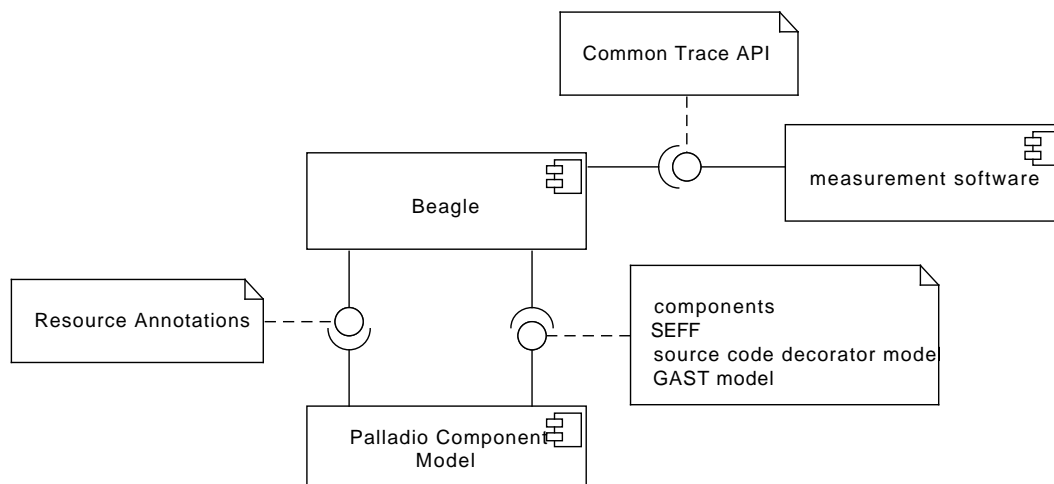 Common Trace API
measurement software
Beagle
Resource Annotations
components
SEFF
source code decorator model
GAST model
Palladio Component
Model